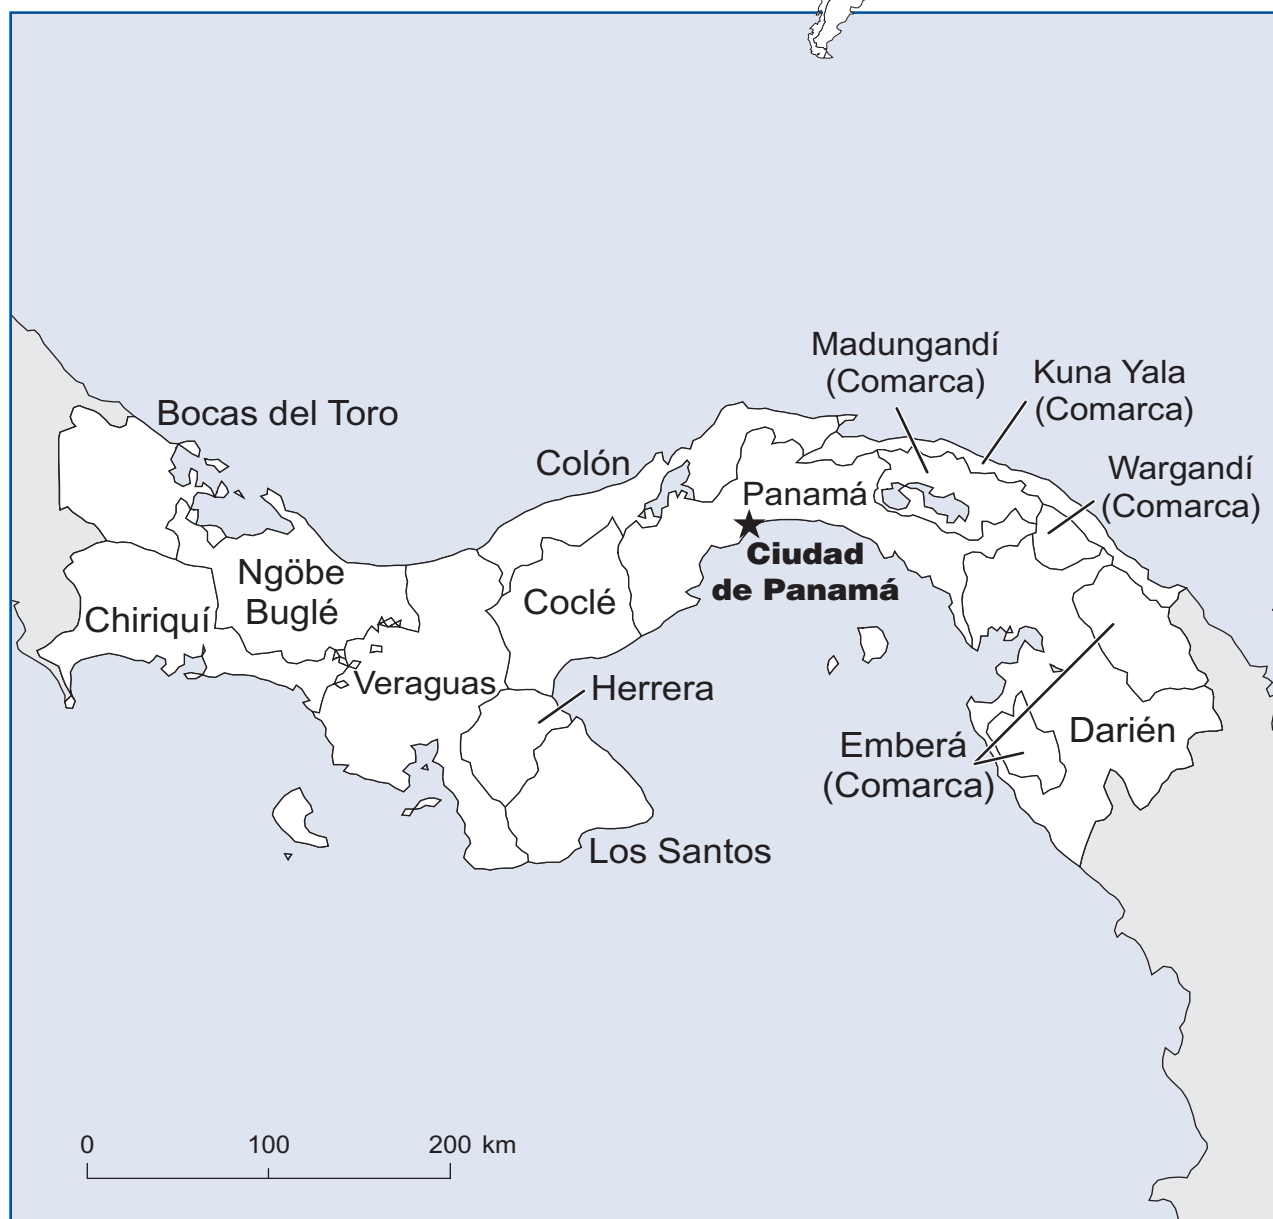 Madungandí
(Comarca)
Kuna Yala
(Comarca)
Bocas del Toro
Colón
Wargandí
(Comarca)
Panamá
Ciudad
de Panamá
Ngöbe
Buglé
Coclé
Chiriquí
Veraguas
Herrera
Emberá
(Comarca)
Darién
Los Santos
0 100 200 km